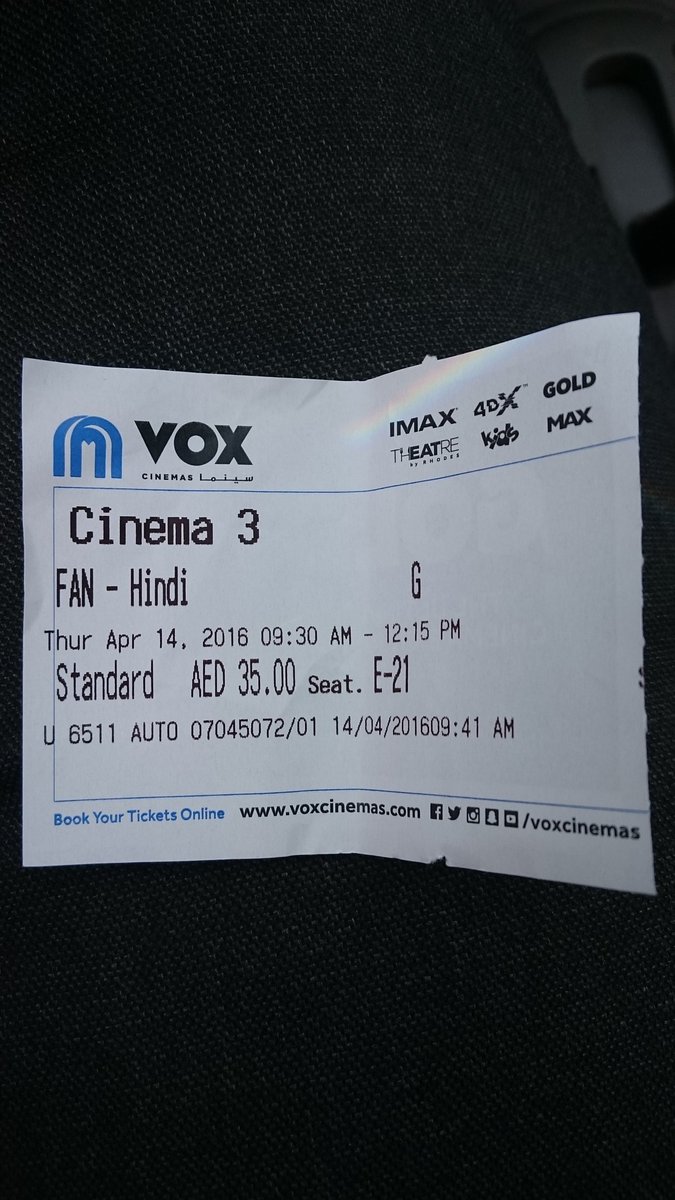 VOX
CINEMAS سينما
IMAX 4DX™ GOLD
THEATRE by RHODES kids MAX
Cinema 3
FAN - Hindi G
Thur Apr 14, 2016 09:30 AM - 12:15 PM
Standard AED 35.00 Seat. E-21
U 6511 AUTO 07045072/01 14/04/201609:41 AM
Book Your Tickets Online www.voxcinemas.com /voxcinemas